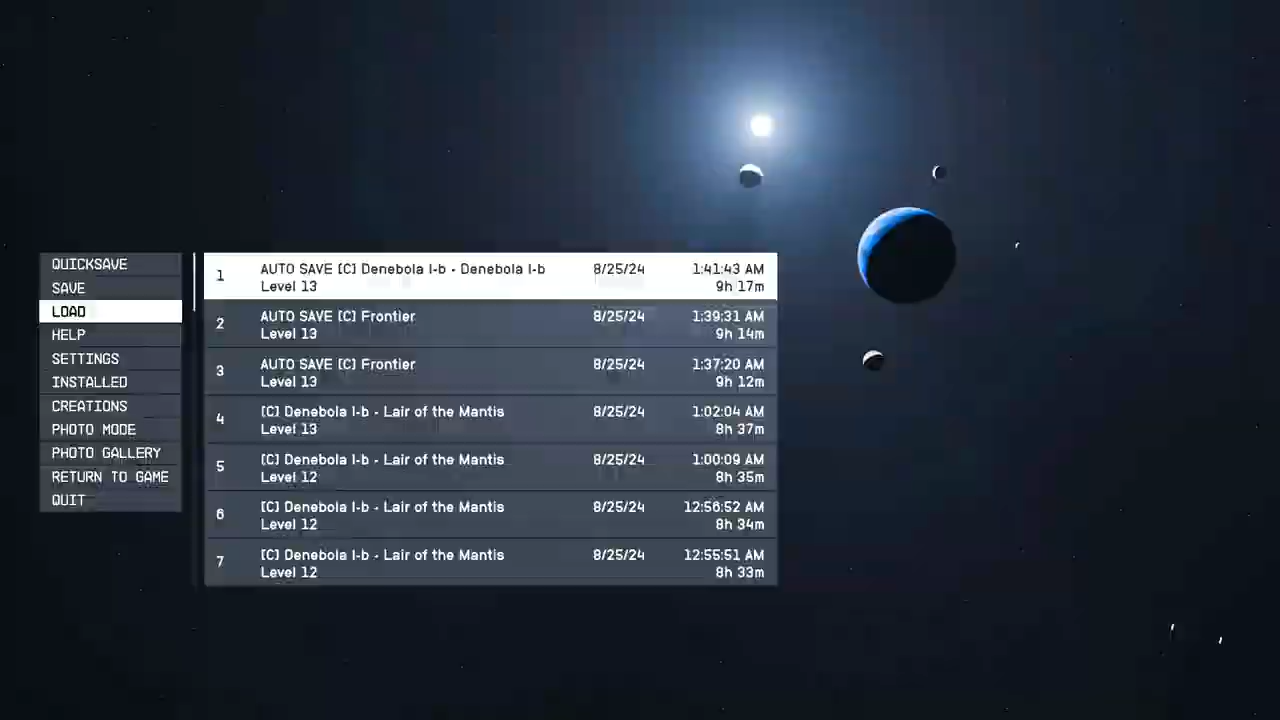 QUICKSAVE
SAVE
LOAD
HELP
SETTINGS
INSTALLED
CREATIONS
PHOTO MODE
PHOTO GALLERY
RETURN TO GAME
QUIT
1 AUTO SAVE [C] Denebola I-b - Denebola I-b 8/25/24 1:41:43 AM
Level 13 9h 17m
2 AUTO SAVE [C] Frontier 8/25/24 1:39:31 AM
Level 13 9h 14m
3 AUTO SAVE [C] Frontier 8/25/24 1:37:20 AM
Level 13 9h 12m
4 [C] Denebola I-b - Lair of the Mantis 8/25/24 1:02:04 AM
Level 13 8h 37m
5 [C] Denebola I-b - Lair of the Mantis 8/25/24 1:00:09 AM
Level 12 8h 35m
6 [C] Denebola I-b - Lair of the Mantis 8/25/24 12:56:52 AM
Level 12 8h 34m
7 [C] Denebola I-b - Lair of the Mantis 8/25/24 12:55:51 AM
Level 12 8h 33m